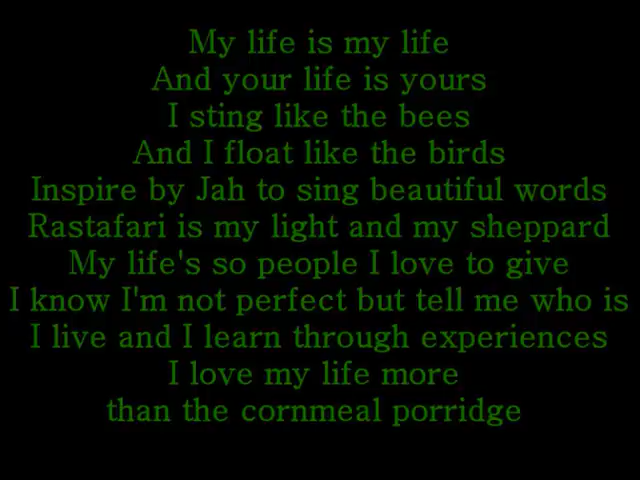 My life is my life
And your life is yours
I sting like the bees
And I float like the birds
Inspire by Jah to sing beautiful words
Rastafari is my light and my sheppard
My life's so people I love to give
I know I'm not perfect but tell me who is
I live and I learn through experiences
I love my life more
than the cornmeal porridge